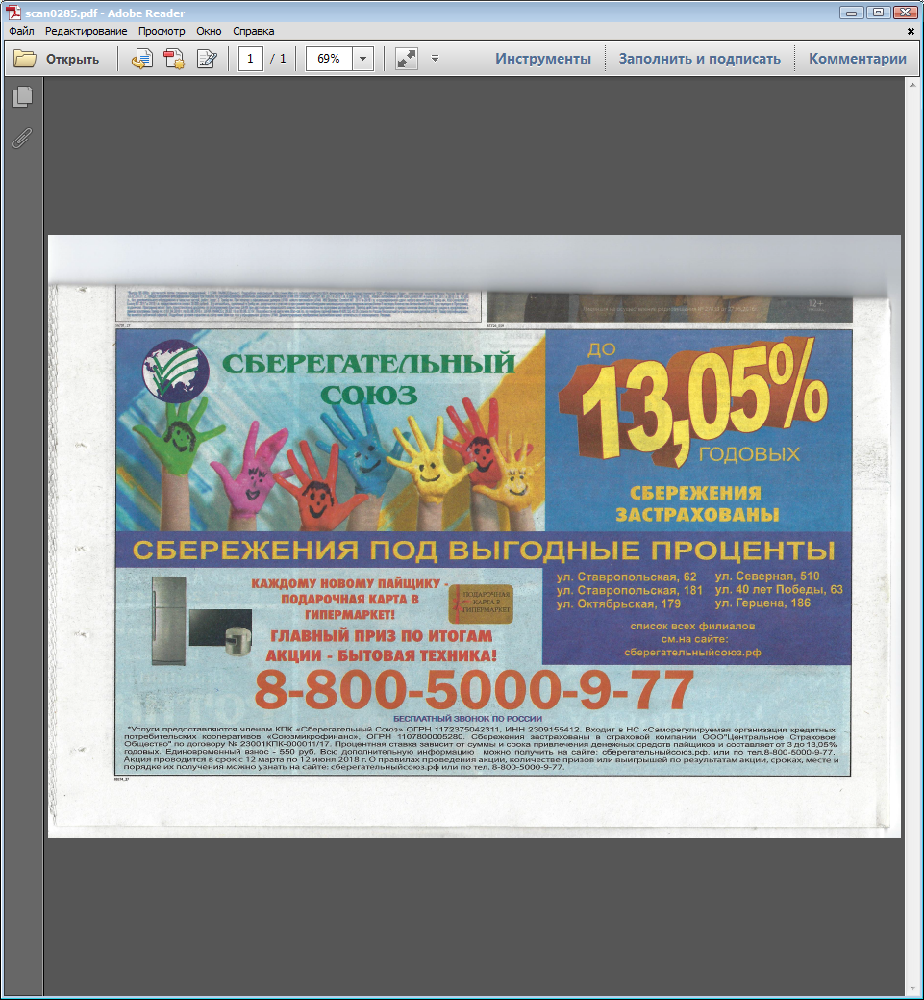 scan0285.pdf - Adobe Reader
Файл Редактирование Просмотр Окно Справка
Открыть 1 / 1 69% Инструменты Заполнить и подписать Комментарии
12+
СБЕРЕГАТЕЛЬНЫЙ
СОЮЗ
ДО
13,05%
ГОДОВЫХ
СБЕРЕЖЕНИЯ
ЗАСТРАХОВАНЫ
СБЕРЕЖЕНИЯ ПОД ВЫГОДНЫЕ ПРОЦЕНТЫ
КАЖДОМУ НОВОМУ ПАЙЩИКУ -
ПОДАРОЧНАЯ КАРТА В
ГИПЕРМАРКЕТ!
ПОДАРОЧНАЯ
КАРТА В
ГИПЕРМАРКЕТ
ГЛАВНЫЙ ПРИЗ ПО ИТОГАМ
АКЦИИ - БЫТОВАЯ ТЕХНИКА!
ул. Ставропольская, 62 ул. Северная, 510
ул. Ставропольская, 181 ул. 40 лет Победы, 63
ул. Октябрьская, 179 ул. Герцена, 186
список всех филиалов
см.на сайте:
сберегательныйсоюз.рф
8-800-5000-9-77
БЕСПЛАТНЫЙ ЗВОНОК ПО РОССИИ
"Услуги предоставляются членам КПК «Сберегательный Союз» ОГРН 1172375042311, ИНН 2309155412. Входит в НС «Саморегулируемая организация кредитных
потребительских кооперативов «Союзмикрофинанс», ОГРН 1107800005280. Сбережения застрахованы в страховой компании ООО"Центральное Страховое
Общество" по договору № 23001КПК-000011/17. Процентная ставка зависит от суммы и срока привлечения денежных средств пайщиков и составляет от 3 до 13,05%
годовых. Единовременный взнос - 550 руб. Всю дополнительную информацию можно получить на сайте: сберегательныйсоюз.рф. или по тел.8-800-5000-9-77.
Акция проводится в срок с 12 марта по 12 июня 2018 г. О правилах проведения акции, количестве призов или выигрышей по результатам акции, сроках, месте и
порядке их получения можно узнать на сайте: сберегательныйсоюз.рф или по тел. 8-800-5000-9-77.